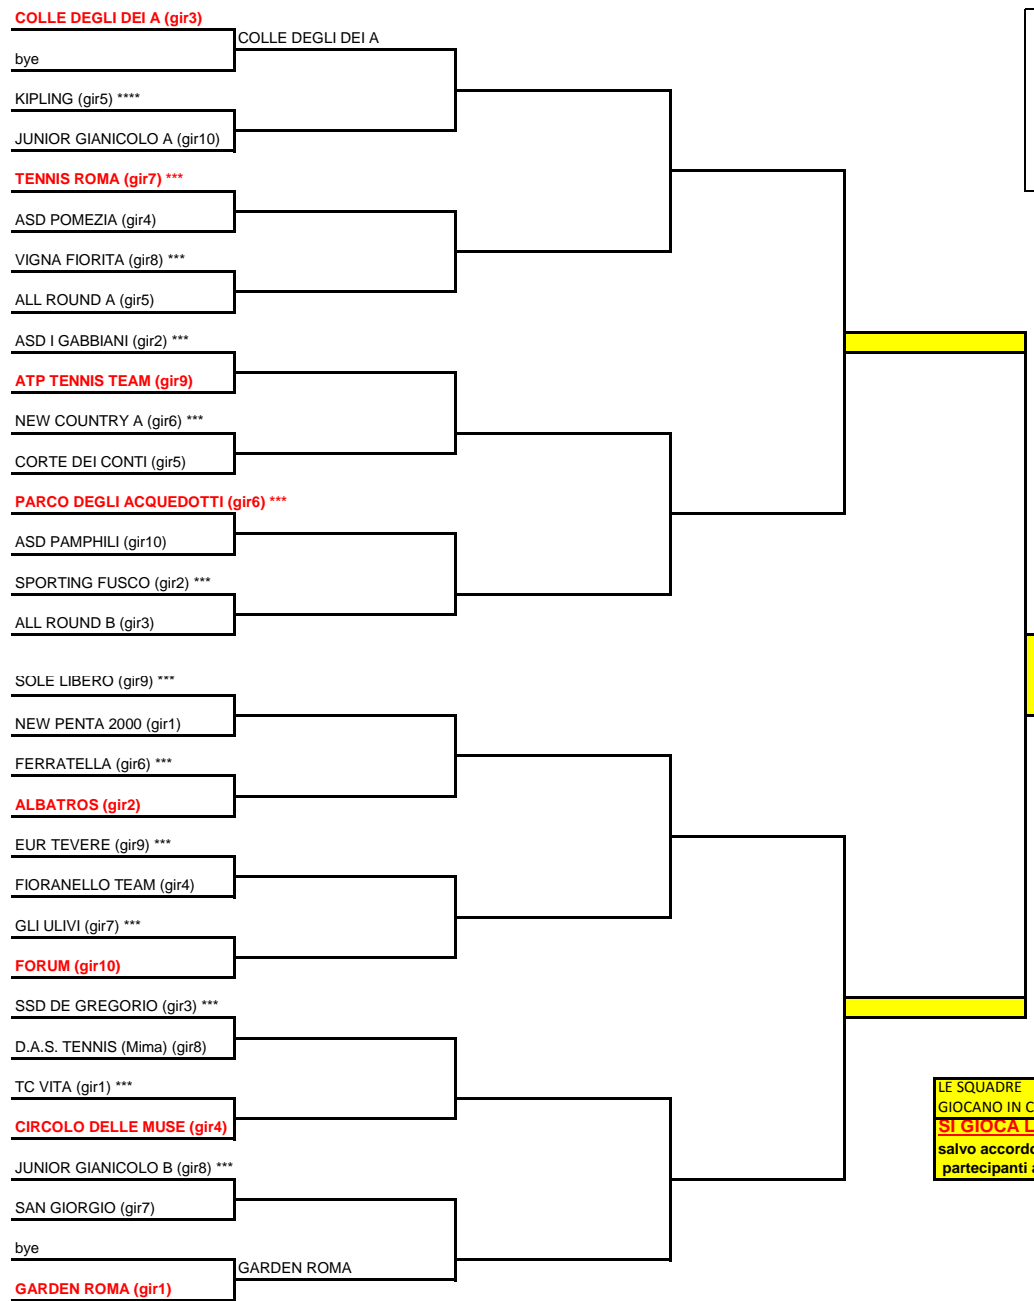 COLLE DEGLI DEI A (gir3)
COLLE DEGLI DEI A
bye
KIPLING (gir5) ****
JUNIOR GIANICOLO A (gir10)
TENNIS ROMA (gir7) ***
ASD POMEZIA (gir4)
VIGNA FIORITA (gir8) ***
ALL ROUND A (gir5)
ASD I GABBIANI (gir2) ***
ATP TENNIS TEAM (gir9)
NEW COUNTRY A (gir6) ***
CORTE DEI CONTI (gir5)
PARCO DEGLI ACQUEDOTTI (gir6) ***
ASD PAMPHILI (gir10)
SPORTING FUSCO (gir2) ***
ALL ROUND B (gir3)
SOLE LIBERO (gir9) ***
NEW PENTA 2000 (gir1)
FERRATELLA (gir6) ***
ALBATROS (gir2)
EUR TEVERE (gir9) ***
FIORANELLO TEAM (gir4)
GLI ULIVI (gir7) ***
FORUM (gir10)
SSD DE GREGORIO (gir3) ***
D.A.S. TENNIS (Mima) (gir8)
TC VITA (gir1) ***
CIRCOLO DELLE MUSE (gir4)
JUNIOR GIANICOLO B (gir8) ***
SAN GIORGIO (gir7)
bye
GARDEN ROMA
GARDEN ROMA (gir1)
LE SQUADRE
GIOCANO IN C
SI GIOCA L
salvo accordo
partecipanti a